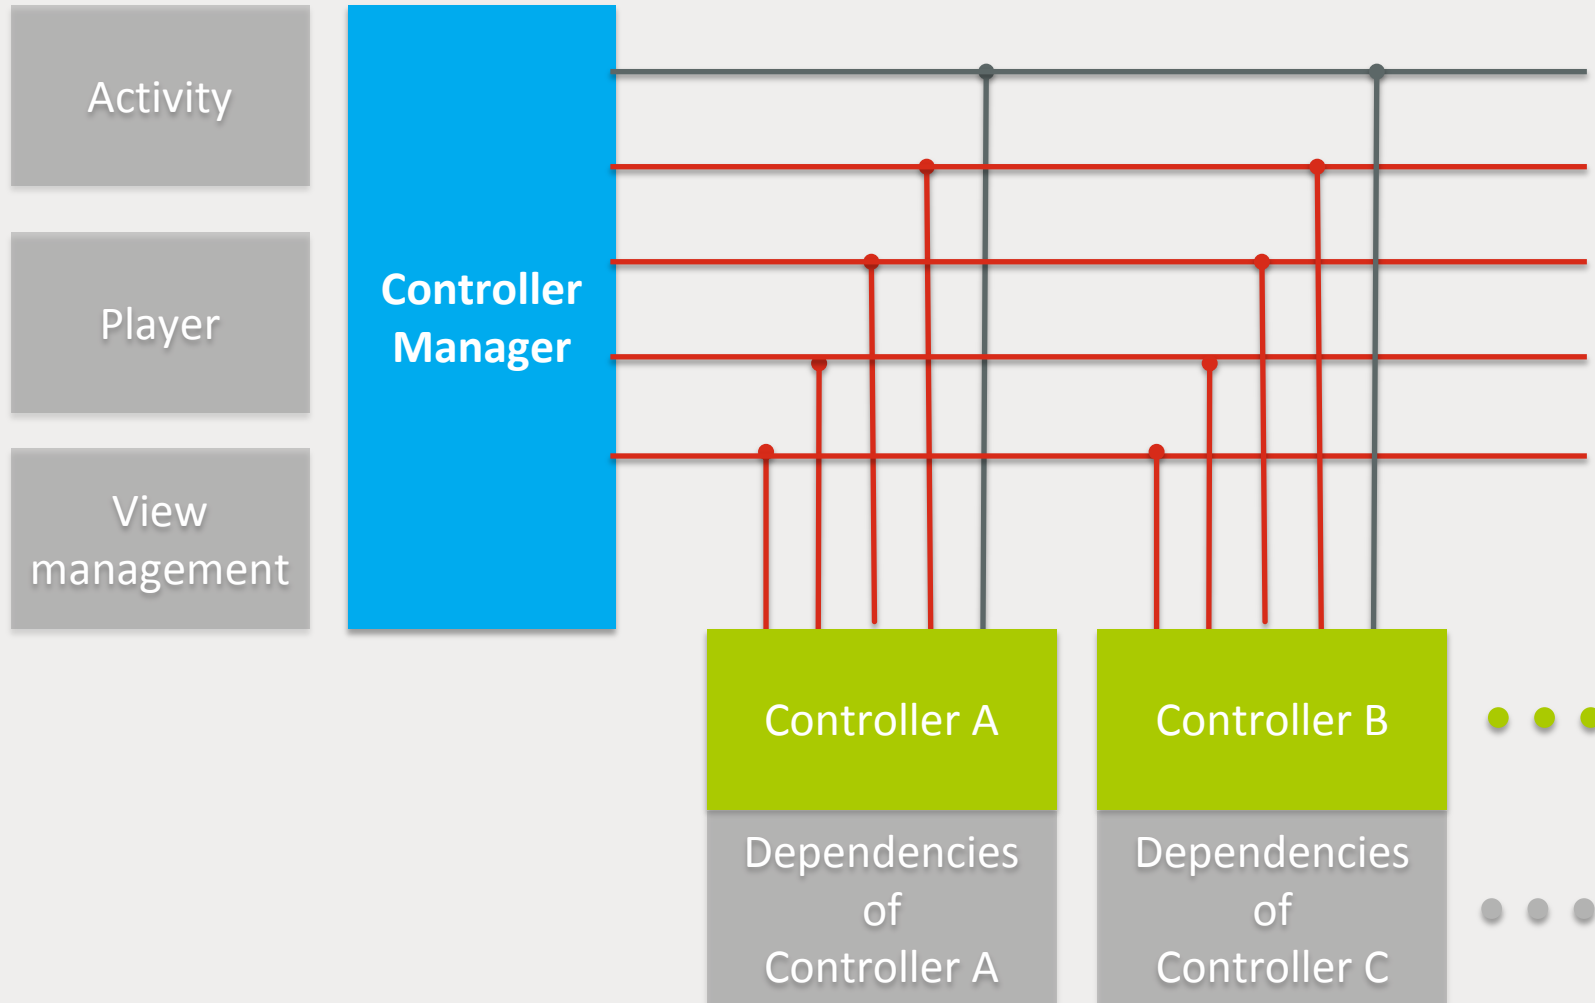 Activity
Player
View
management
Controller
Manager
Controller A
Dependencies
of
Controller A
Controller B
Dependencies
of
Controller C